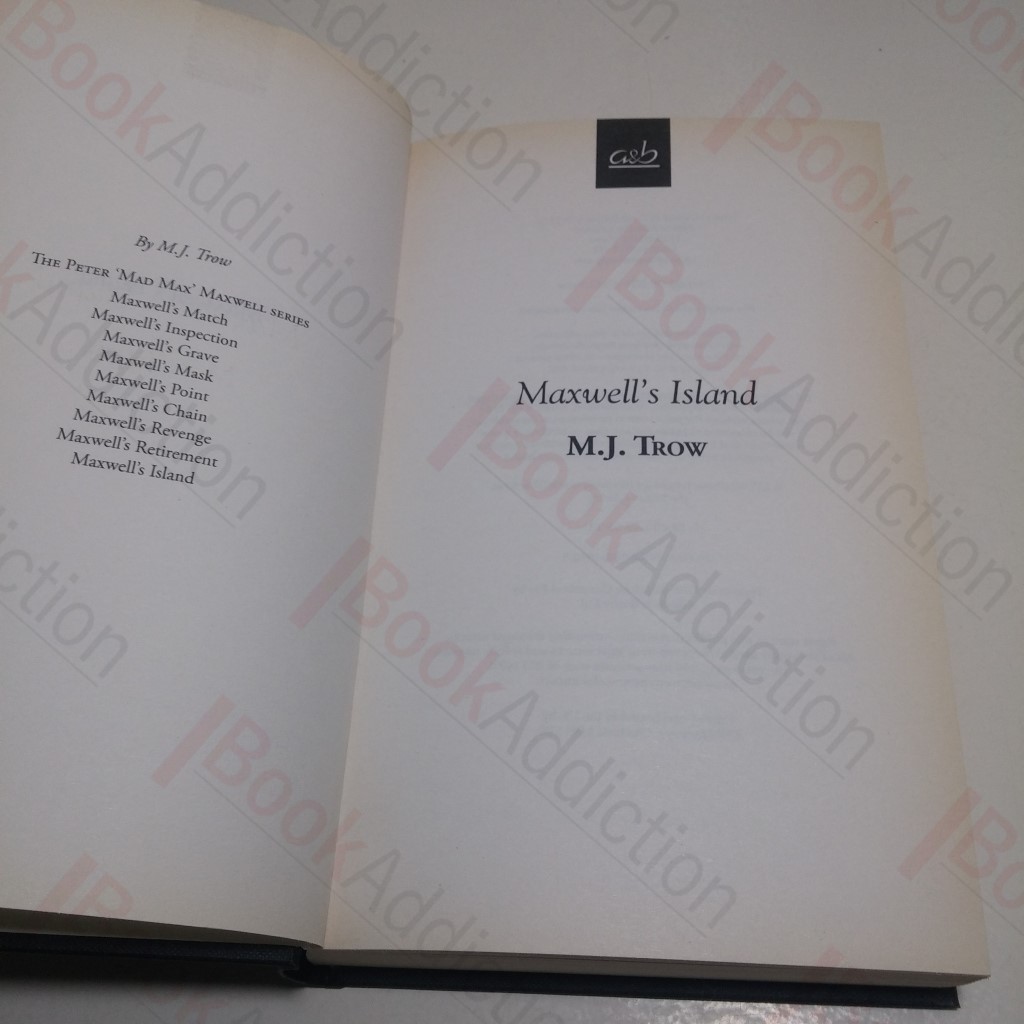 By M.J. Trow
THE PETER ‘MAD MAX’ MAXWELL SERIES
Maxwell’s Match
Maxwell’s Inspection
Maxwell’s Grave
Maxwell’s Mask
Maxwell’s Point
Maxwell’s Chain
Maxwell’s Revenge
Maxwell’s Retirement
Maxwell’s Island
a&b
Maxwell’s Island
M.J. TROW
BookAddiction